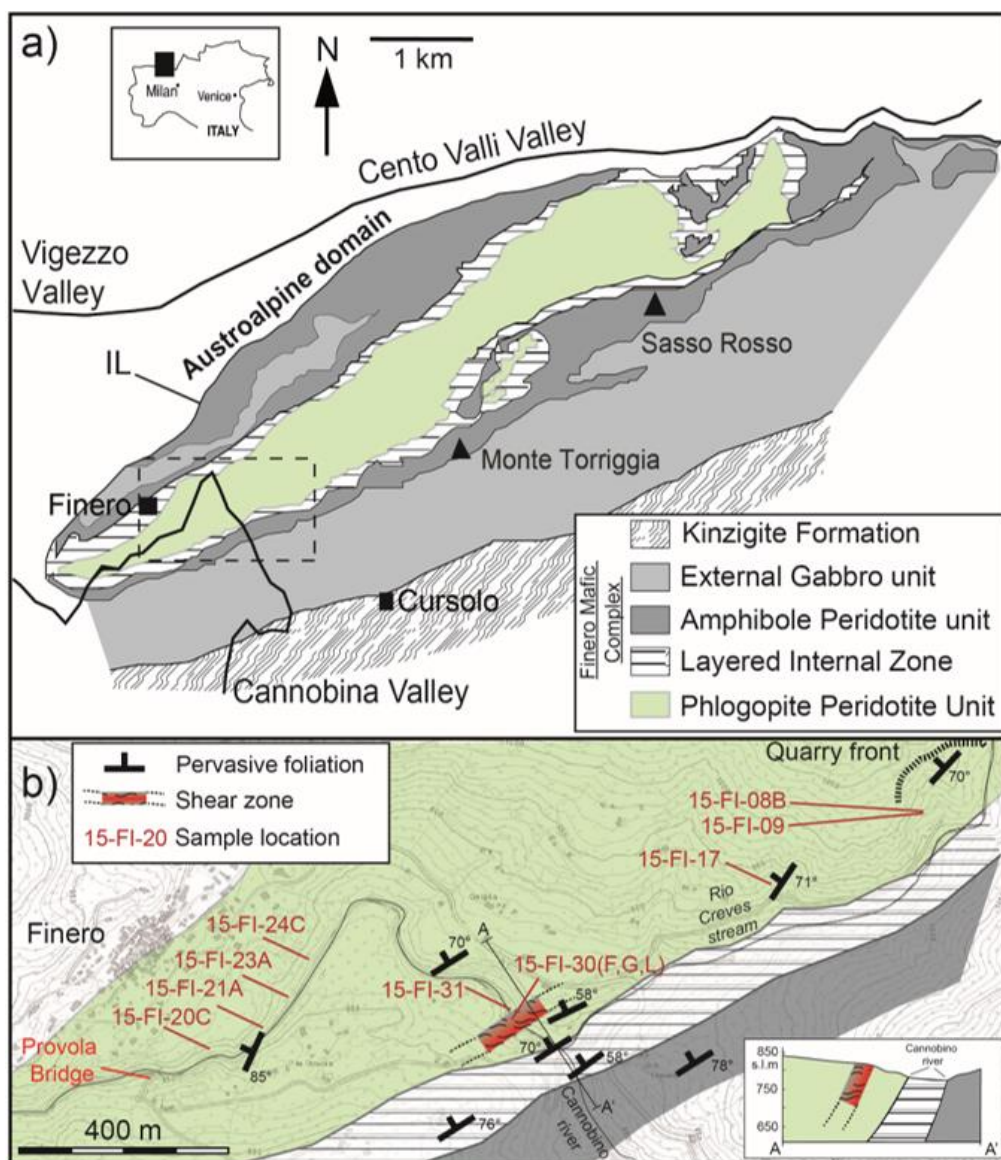 a)
N
1 km
Milan
Venice
ITALY
Cento Valli Valley
Vigezzo
Valley
Austroalpine domain
IL
Sasso Rosso
Monte Torriggia
Finero
Cursolo
Cannobina Valley
Finero Mafic
Complex
Kinzigite Formation
External Gabbro unit
Amphibole Peridotite unit
Layered Internal Zone
Phlogopite Peridotite Unit
b)
Pervasive foliation
Shear zone
15-FI-20 Sample location
Quarry front
70°
15-FI-08B
15-FI-09
15-FI-17
71°
Rio
Creves
stream
Finero
15-FI-24C
15-FI-23A
15-FI-21A
15-FI-20C
Provola
Bridge
85°
70°
A
15-FI-30(F,G,L)
15-FI-31
58°
70°
58°
78°
76°
A'
Cannobino
river
400 m
850
s.l.m
750
650
Cannobino
river
A
A'